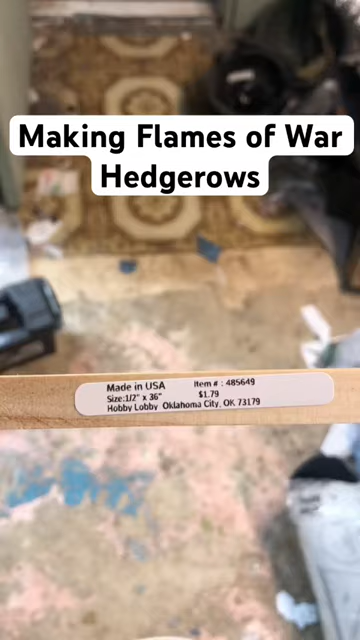 Making Flames of War
Hedgerows
Made in USA Item # : 485649
Size:1/2" x 36" $1.79
Hobby Lobby Oklahoma City, OK 73179